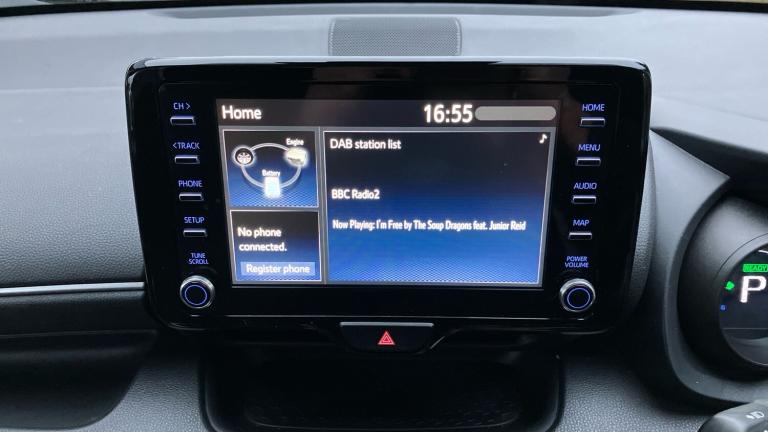 CH >
<TRACK
PHONE
SETUP
TUNE
SCROLL
Home
16:55
Engine
Battery
No phone
connected.
Register phone
DAB station list
BBC Radio2
Now Playing: I'm Free by The Soup Dragons feat. Junior Reid
HOME
MENU
AUDIO
MAP
POWER
VOLUME
READY
P